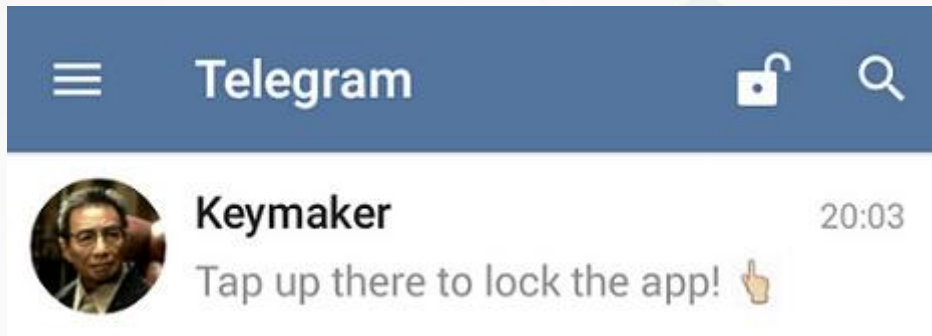 Telegram
Keymaker 20:03
Tap up there to lock the app! 👆🏻